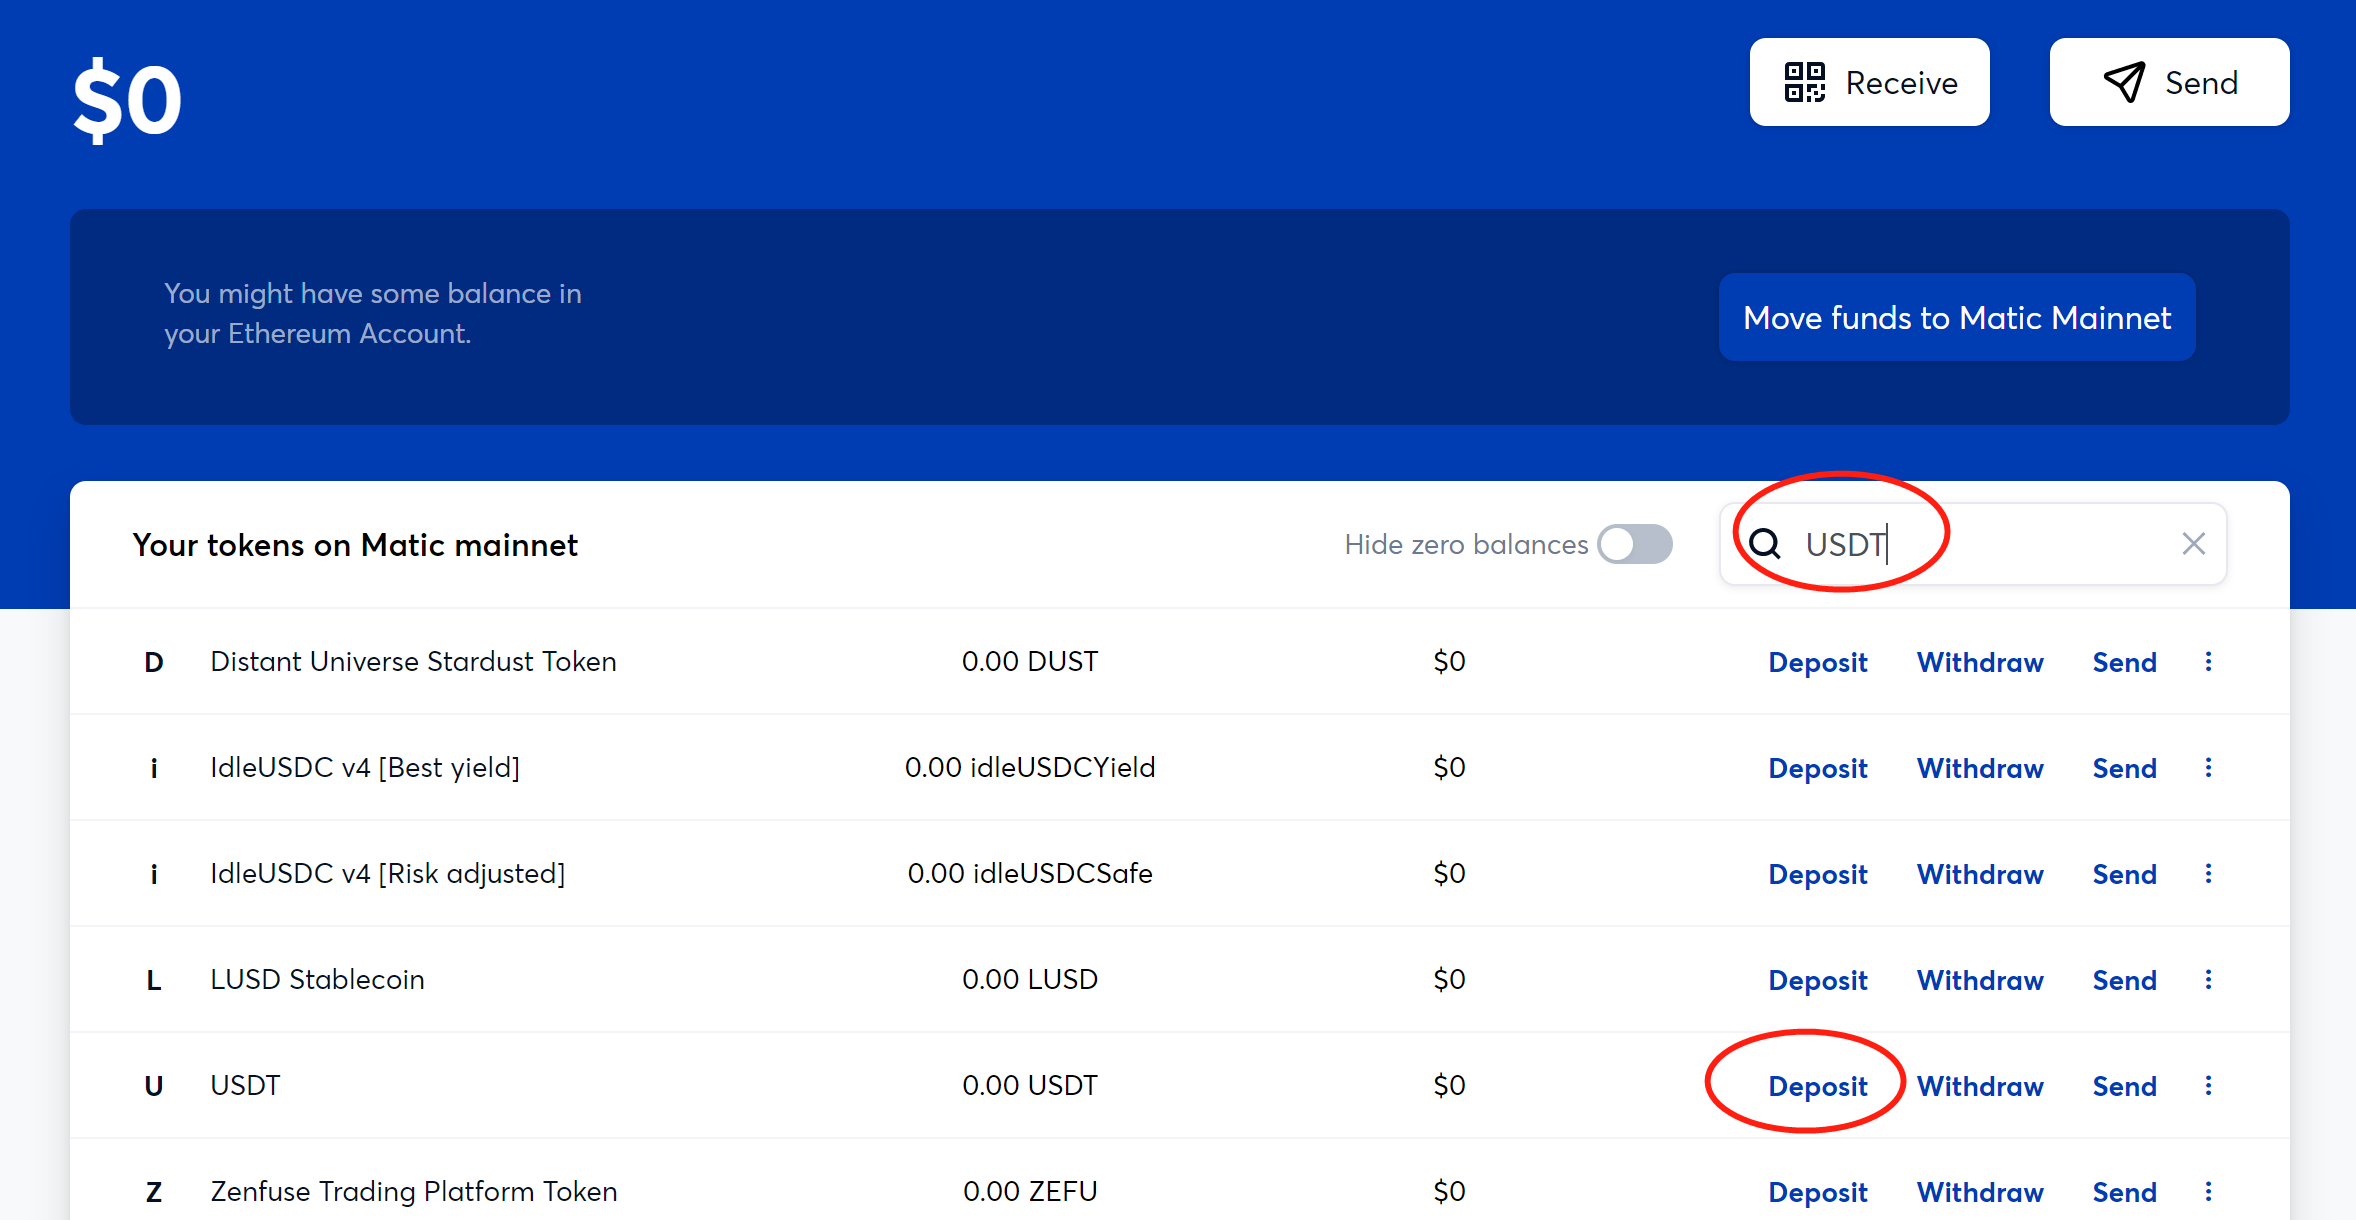 $0
Receive
Send
You might have some balance in
your Ethereum Account.
Move funds to Matic Mainnet
Your tokens on Matic mainnet
Hide zero balances
USDT
D Distant Universe Stardust Token 0.00 DUST $0 Deposit Withdraw Send
i IdleUSDC v4 [Best yield] 0.00 idleUSDCYield $0 Deposit Withdraw Send
i IdleUSDC v4 [Risk adjusted] 0.00 idleUSDCSafe $0 Deposit Withdraw Send
L LUSD Stablecoin 0.00 LUSD $0 Deposit Withdraw Send
U USDT 0.00 USDT $0 Deposit Withdraw Send
Z Zenfuse Trading Platform Token 0.00 ZEFU $0 Deposit Withdraw Send